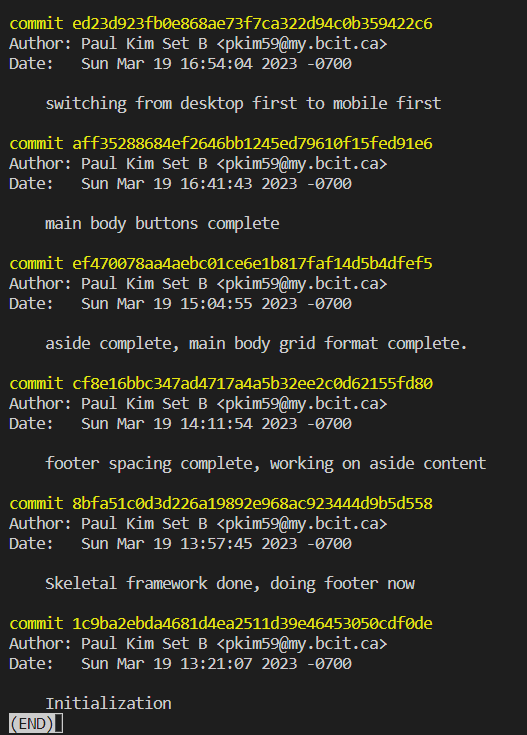 commit ed23d923fb0e868ae73f7ca322d94c0b359422c6
Author: Paul Kim Set B <pkim59@my.bcit.ca>
Date:   Sun Mar 19 16:54:04 2023 -0700
    switching from desktop first to mobile first
commit aff35288684ef2646bb1245ed79610f15fed91e6
Author: Paul Kim Set B <pkim59@my.bcit.ca>
Date:   Sun Mar 19 16:41:43 2023 -0700
    main body buttons complete
commit ef470078aa4aebc01ce6e1b817faf14d5b4dfef5
Author: Paul Kim Set B <pkim59@my.bcit.ca>
Date:   Sun Mar 19 15:04:55 2023 -0700
    aside complete, main body grid format complete.
commit cf8e16bbc347ad4717a4a5b32ee2c0d62155fd80
Author: Paul Kim Set B <pkim59@my.bcit.ca>
Date:   Sun Mar 19 14:11:54 2023 -0700
    footer spacing complete, working on aside content
commit 8bfa51c0d3d226a19892e968ac923444d9b5d558
Author: Paul Kim Set B <pkim59@my.bcit.ca>
Date:   Sun Mar 19 13:57:45 2023 -0700
    Skeletal framework done, doing footer now
commit 1c9ba2ebda4681d4ea2511d39e46453050cdf0de
Author: Paul Kim Set B <pkim59@my.bcit.ca>
Date:   Sun Mar 19 13:21:07 2023 -0700
    Initialization
(END)